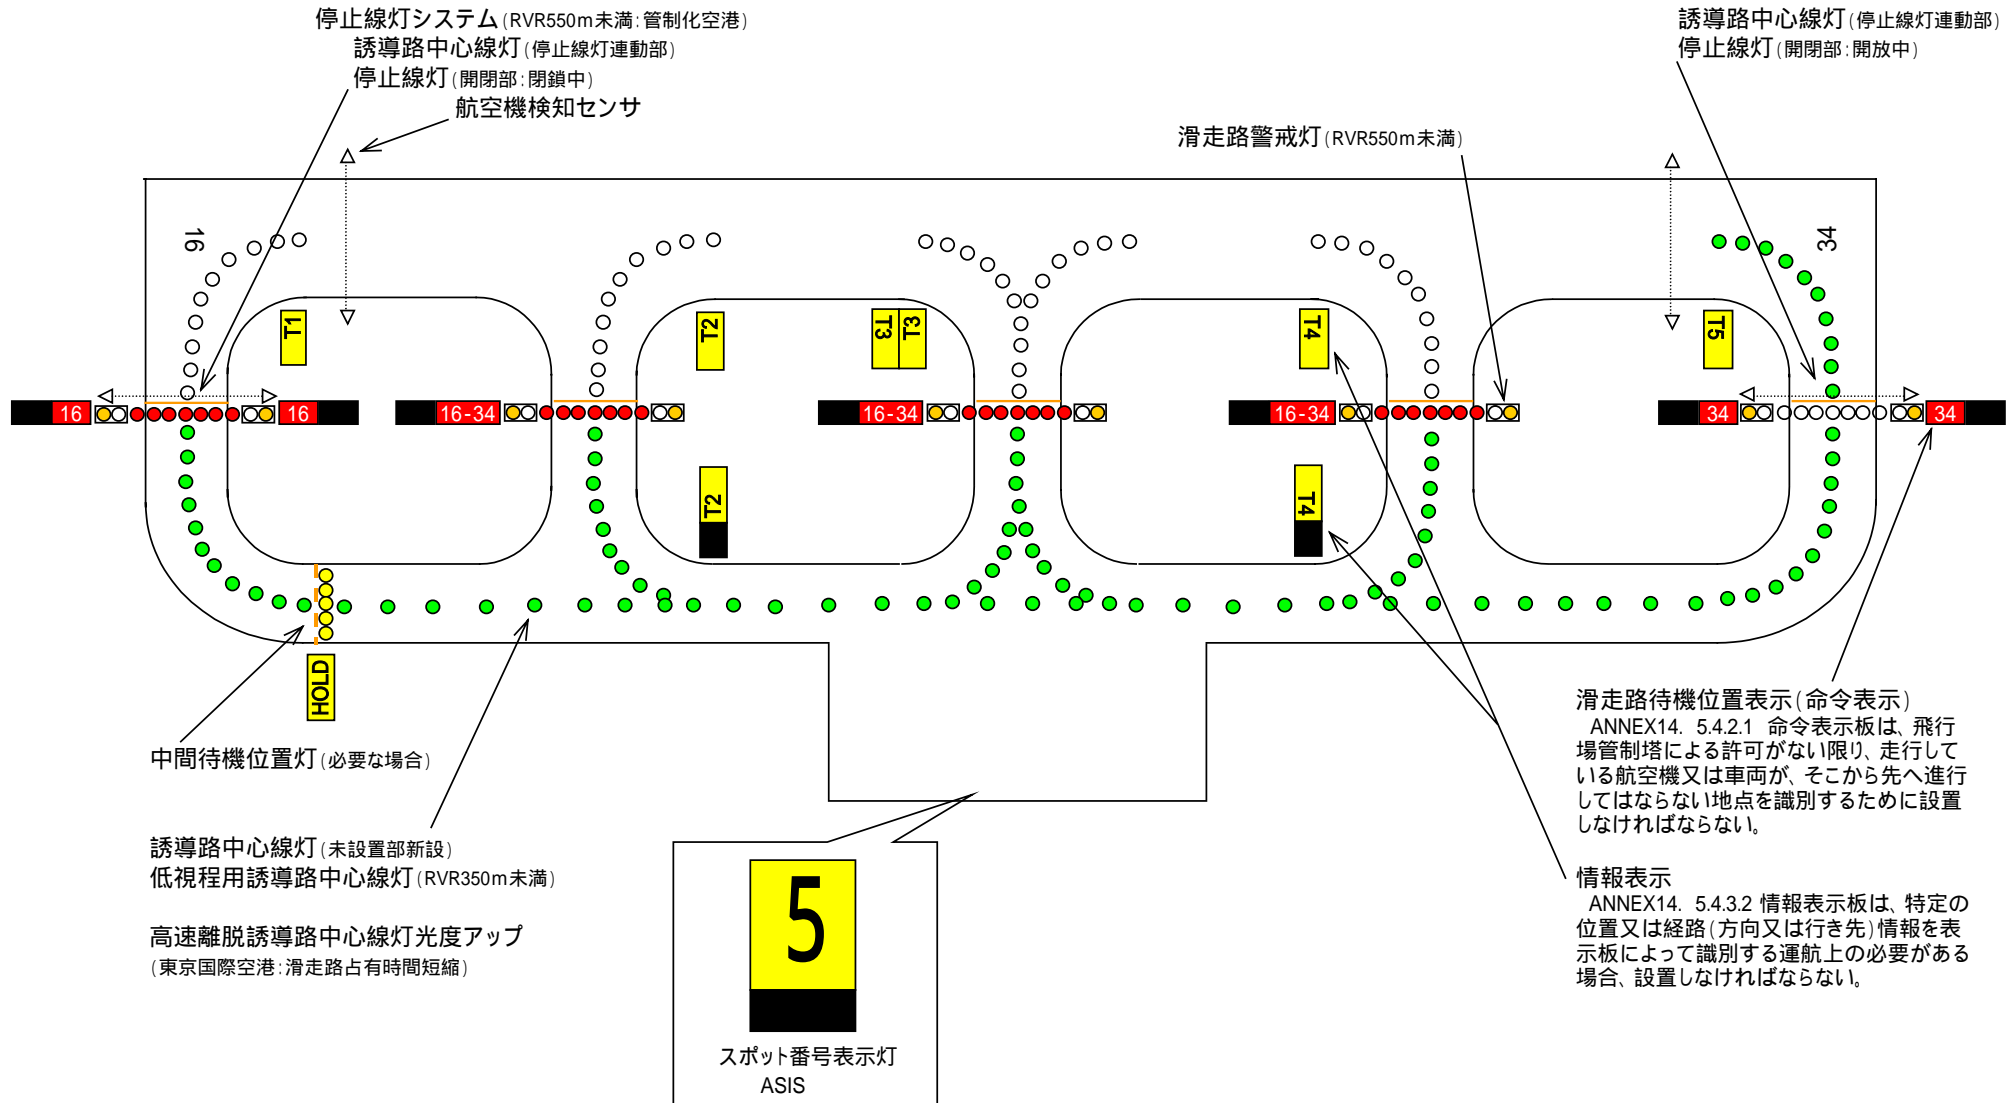 停止線灯システム(RVR550m未満:管制化空港)
誘導路中心線灯(停止線灯連動部)
停止線灯(開閉部:閉鎖中)
航空機検知センサ
誘導路中心線灯(停止線灯連動部)
停止線灯(開閉部:開放中)
滑走路警戒灯(RVR550m未満)
16
34
T1
T2
T3
T3
T4
T5
16
16
16-34
16-34
16-34
34
34
T2
T4
HOLD
中間待機位置灯(必要な場合)
誘導路中心線灯(未設置部新設)
低視程用誘導路中心線灯(RVR350m未満)
高速離脱誘導路中心線灯光度アップ
(東京国際空港:滑走路占有時間短縮)
5
スポット番号表示灯
ASIS
滑走路待機位置表示(命令表示)
ANNEX14. 5.4.2.1 命令表示板は、飛行
場管制塔による許可がない限り、走行して
いる航空機又は車両が、そこから先へ進行
してはならない地点を識別するために設置
しなければならない。
情報表示
ANNEX14. 5.4.3.2 情報表示板は、特定の
位置又は経路(方向又は行き先)情報を表
示板によって識別する運航上の必要がある
場合、設置しなければならない。